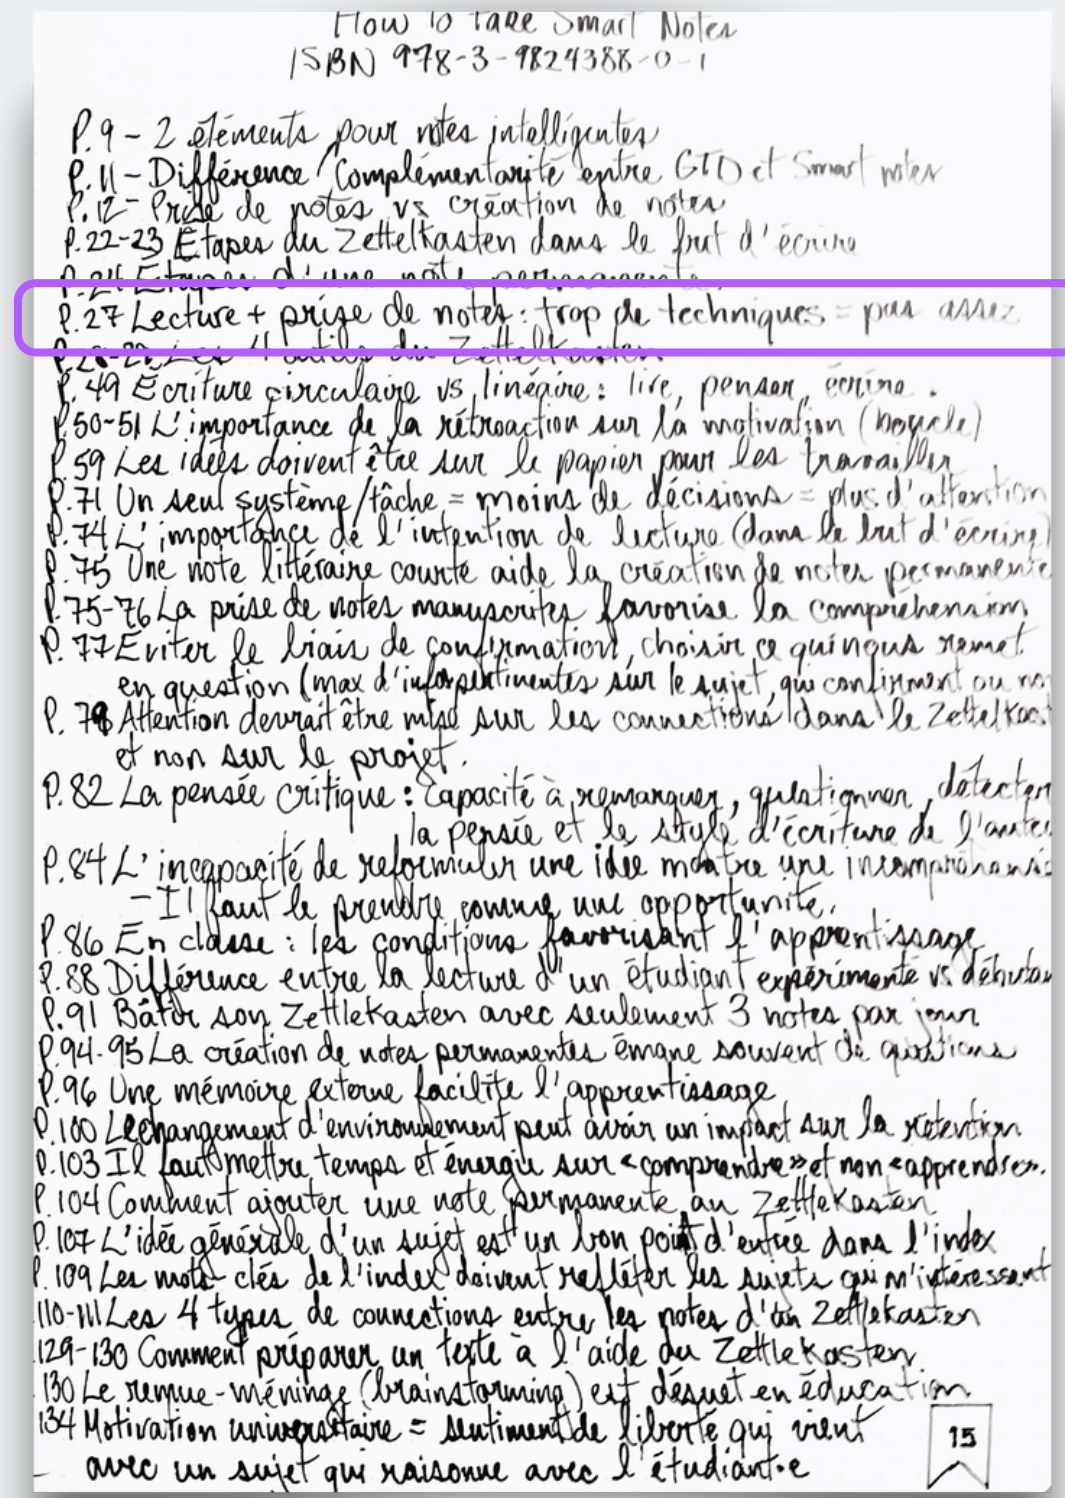 How To Take Smart Notes
ISBN 978-3-9824388-0-1
P.9 - 2 éléments pour notes intelligentes
P.11 - Différence/Complémentarité entre GTD et Smart notes
P.12 - Prise de notes vs création de notes
P.22-23 Étapes du Zettelkasten dans le but d'écrire
Étapes d'une note permanente
P.27 Lecture + prise de notes : trop de techniques = pas assez
Les 4 outils du Zettelkasten
P.49 Écriture circulaire vs linéaire : lire, penser, écrire.
P.50-51 L'importance de la rétroaction sur la motivation (boucle)
P.59 Les idées doivent être sur le papier pour les travailler
P.71 Un seul système/tâche = moins de décisions = plus d'attention
P.74 L'importance de l'intention de lecture (dans le but d'écrire)
P.75 Une note littéraire courte aide la création de notes permanente
P.75-76 La prise de notes manuscrites favorise la compréhension
P.77 Éviter le biais de confirmation, choisir ce qui nous remet
en question (max d'infos pertinentes sur le sujet, qui confirment ou no
P.78 Attention devrait être mise sur les connections dans le Zettelkast
et non sur le projet.
P.82 La pensée critique : capacité à remarquer, questionner, détecter
la pensée et le style d'écriture de l'auteu
P.84 L'incapacité de reformuler une idée montre une incompréhensio
- Il faut le prendre comme une opportunité.
P.86 En classe : les conditions favorisant l'apprentissage
P.88 Différence entre la lecture d'un étudiant expérimenté vs débutan
P.91 Bâtir son Zettlekasten avec seulement 3 notes par jour
P.94-95 La création de notes permanentes émane souvent de questions
P.96 Une mémoire externe facilite l'apprentissage
P.100 Le changement d'environnement peut avoir un impact sur la rétention
P.103 Il faut mettre temps et énergie sur «comprendre» et non «apprendre».
P.104 Comment ajouter une note permanente au Zettlekasten
P.107 L'idée générale d'un sujet est un bon point d'entrée dans l'index
P.109 Les mots-clés de l'index doivent refléter les sujets qui m'intéressent
110-111 Les 4 types de connections entre les notes d'un Zettlekasten
129-130 Comment préparer un texte à l'aide du Zettlekasten
130 Le remue-méninge (brainstorming) est désuet en éducation
134 Motivation universitaire = sentiment de liberté qui vient
avec un sujet qui raisonne avec l'étudiant·e
15